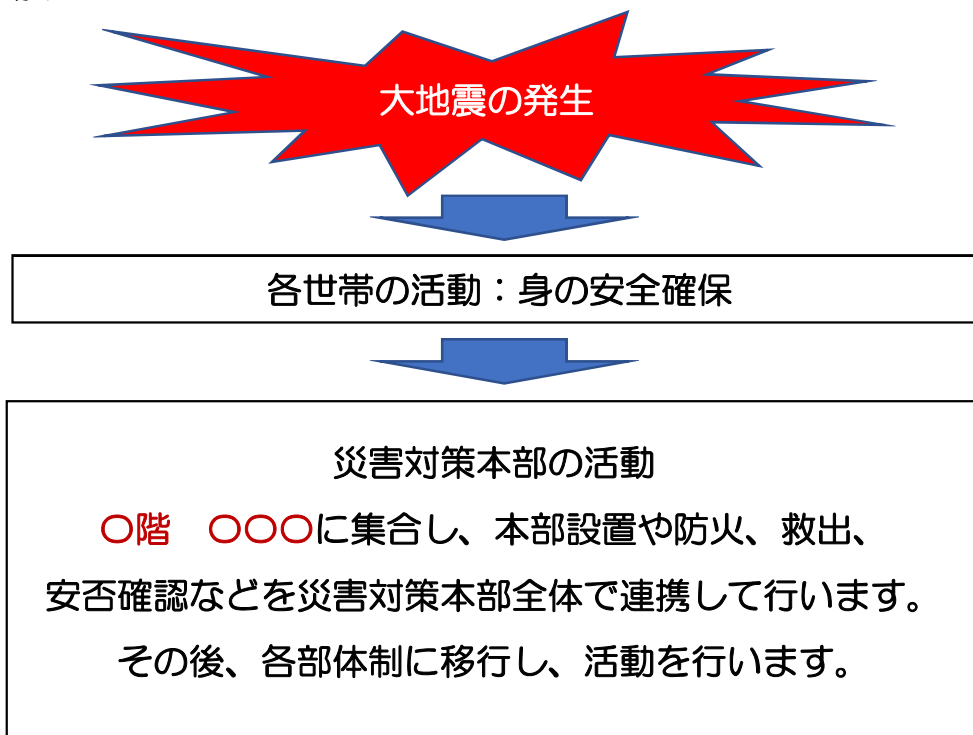 大地震の発生
各世帯の活動：身の安全確保
災害対策本部の活動
〇階　〇〇〇に集合し、本部設置や防火、救出、
安否確認などを災害対策本部全体で連携して行います。
その後、各部体制に移行し、活動を行います。